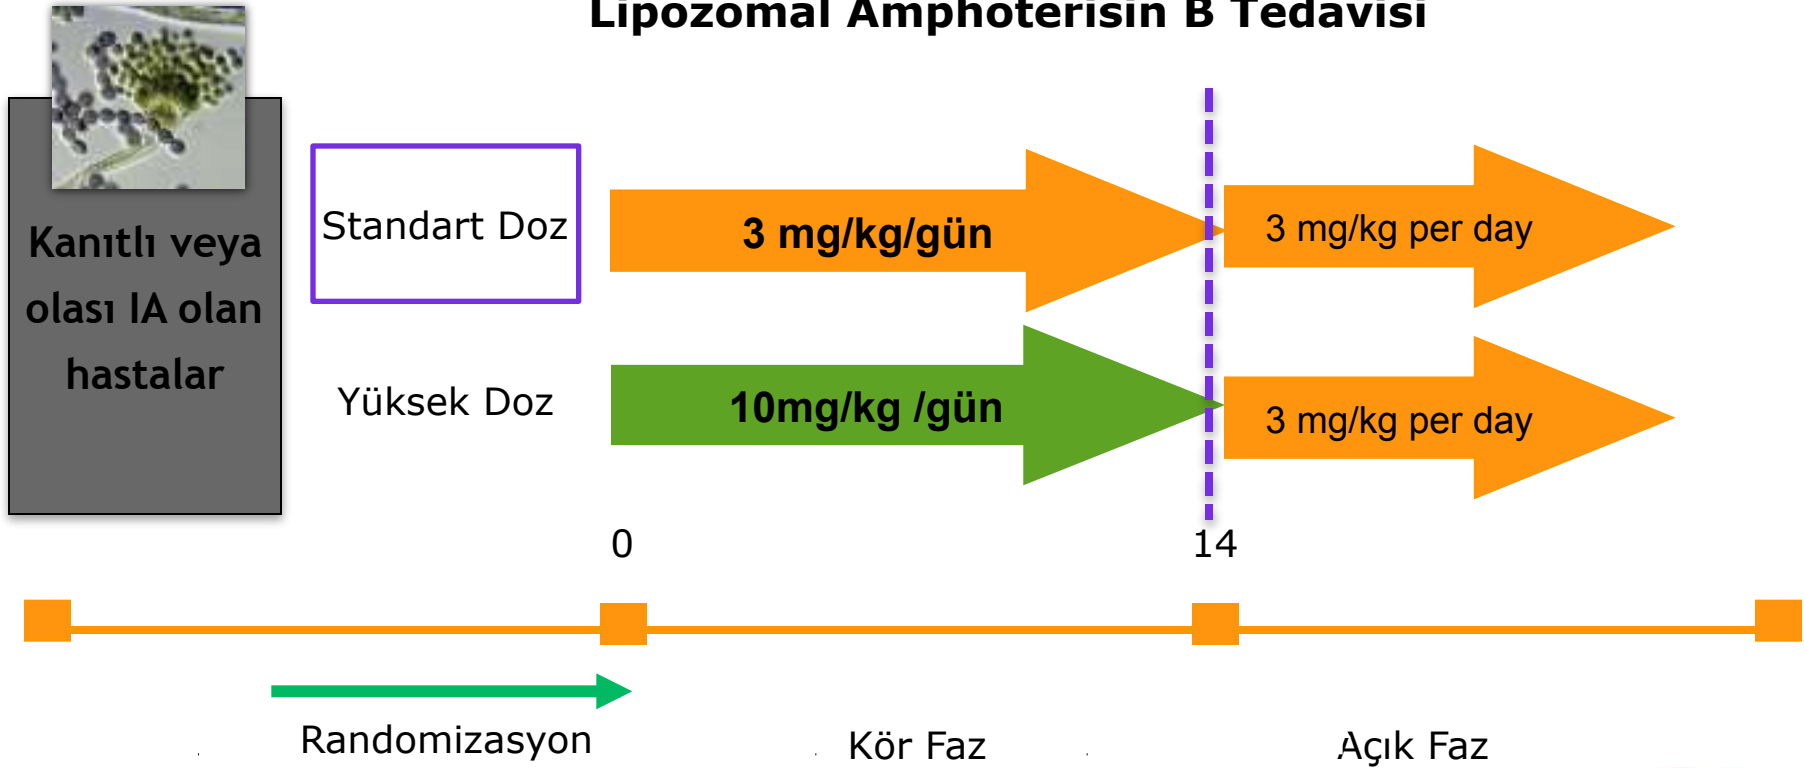 Lipozomal Amphoterisin B Tedavisi
Kanıtlı veya
olası IA olan
hastalar
Standart Doz
3 mg/kg/gün
3 mg/kg per day
Yüksek Doz
10mg/kg /gün
3 mg/kg per day
0
14
Randomizasyon
Kör Faz
Açık Faz